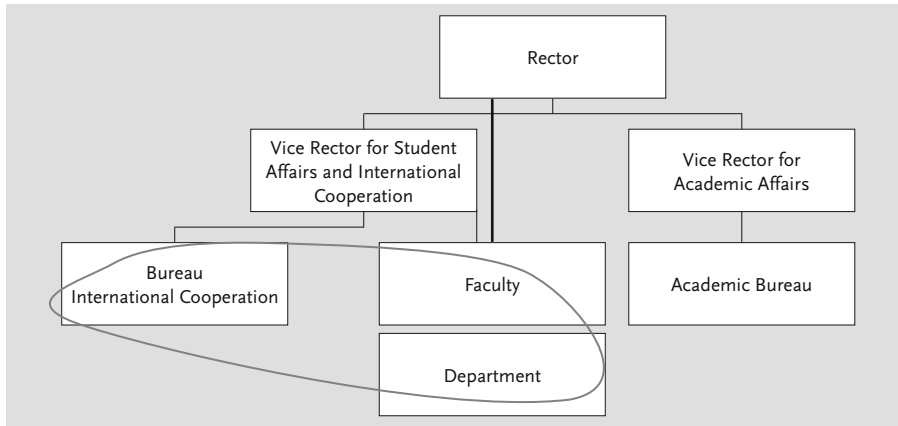 Rector
Vice Rector for Student
Affairs and International
Cooperation
Vice Rector for
Academic Affairs
Bureau
International Cooperation
Faculty
Academic Bureau
Department